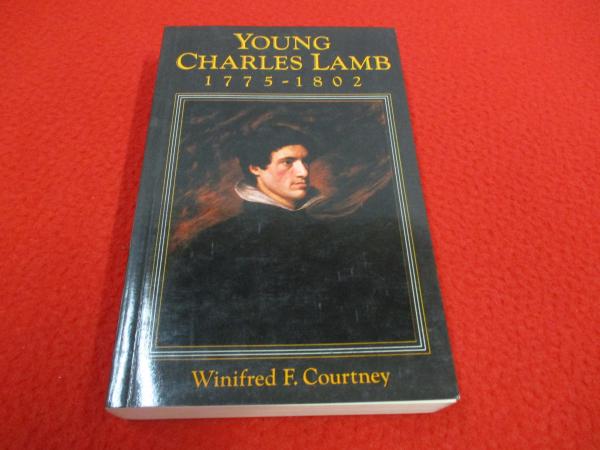 YOUNG
CHARLES LAMB
1775-1802
Winifred F. Courtney